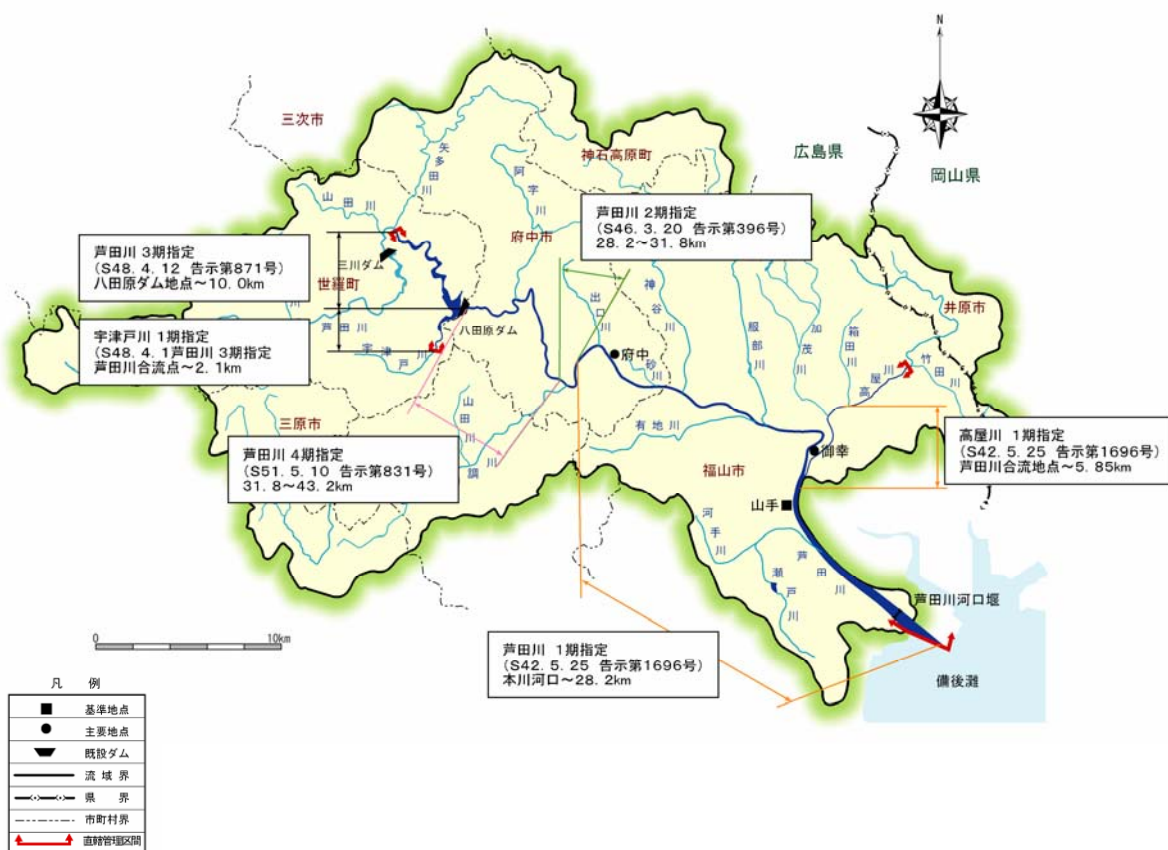 N
三次市
神石高原町
広島県
岡山県
矢多田川
山田川
阿字川
芦田川 2期指定
(S46. 3. 20 告示第396号)
28. 2～31. 8km
府中市
芦田川 3期指定
(S48. 4. 12 告示第871号)
八田原ダム地点～10. 0km
三川ダム
世羅町
井原市
出口川
神谷川
服部川
加茂川
箱田川
竹田川
高屋川
芦田川
八田原ダム
宇津戸川 1期指定
(S48. 4. 1芦田川 3期指定
芦田川合流点～2. 1km
宇津戸川
府中
砂川
三原市
山田川
有地川
高屋川 1期指定
(S42. 5. 25 告示第1696号)
芦田川合流地点～5. 85km
芦田川 4期指定
(S51. 5. 10 告示第831号)
31. 8～43. 2km
御調川
御幸
福山市
山手
河手川
芦田川
瀬戸川
芦田川河口堰
0 10km
芦田川 1期指定
(S42. 5. 25 告示第1696号)
本川河口～28. 2km
備後灘
凡 例
基準地点
主要地点
既設ダム
流域界
県 界
市町村界
直轄管理区間